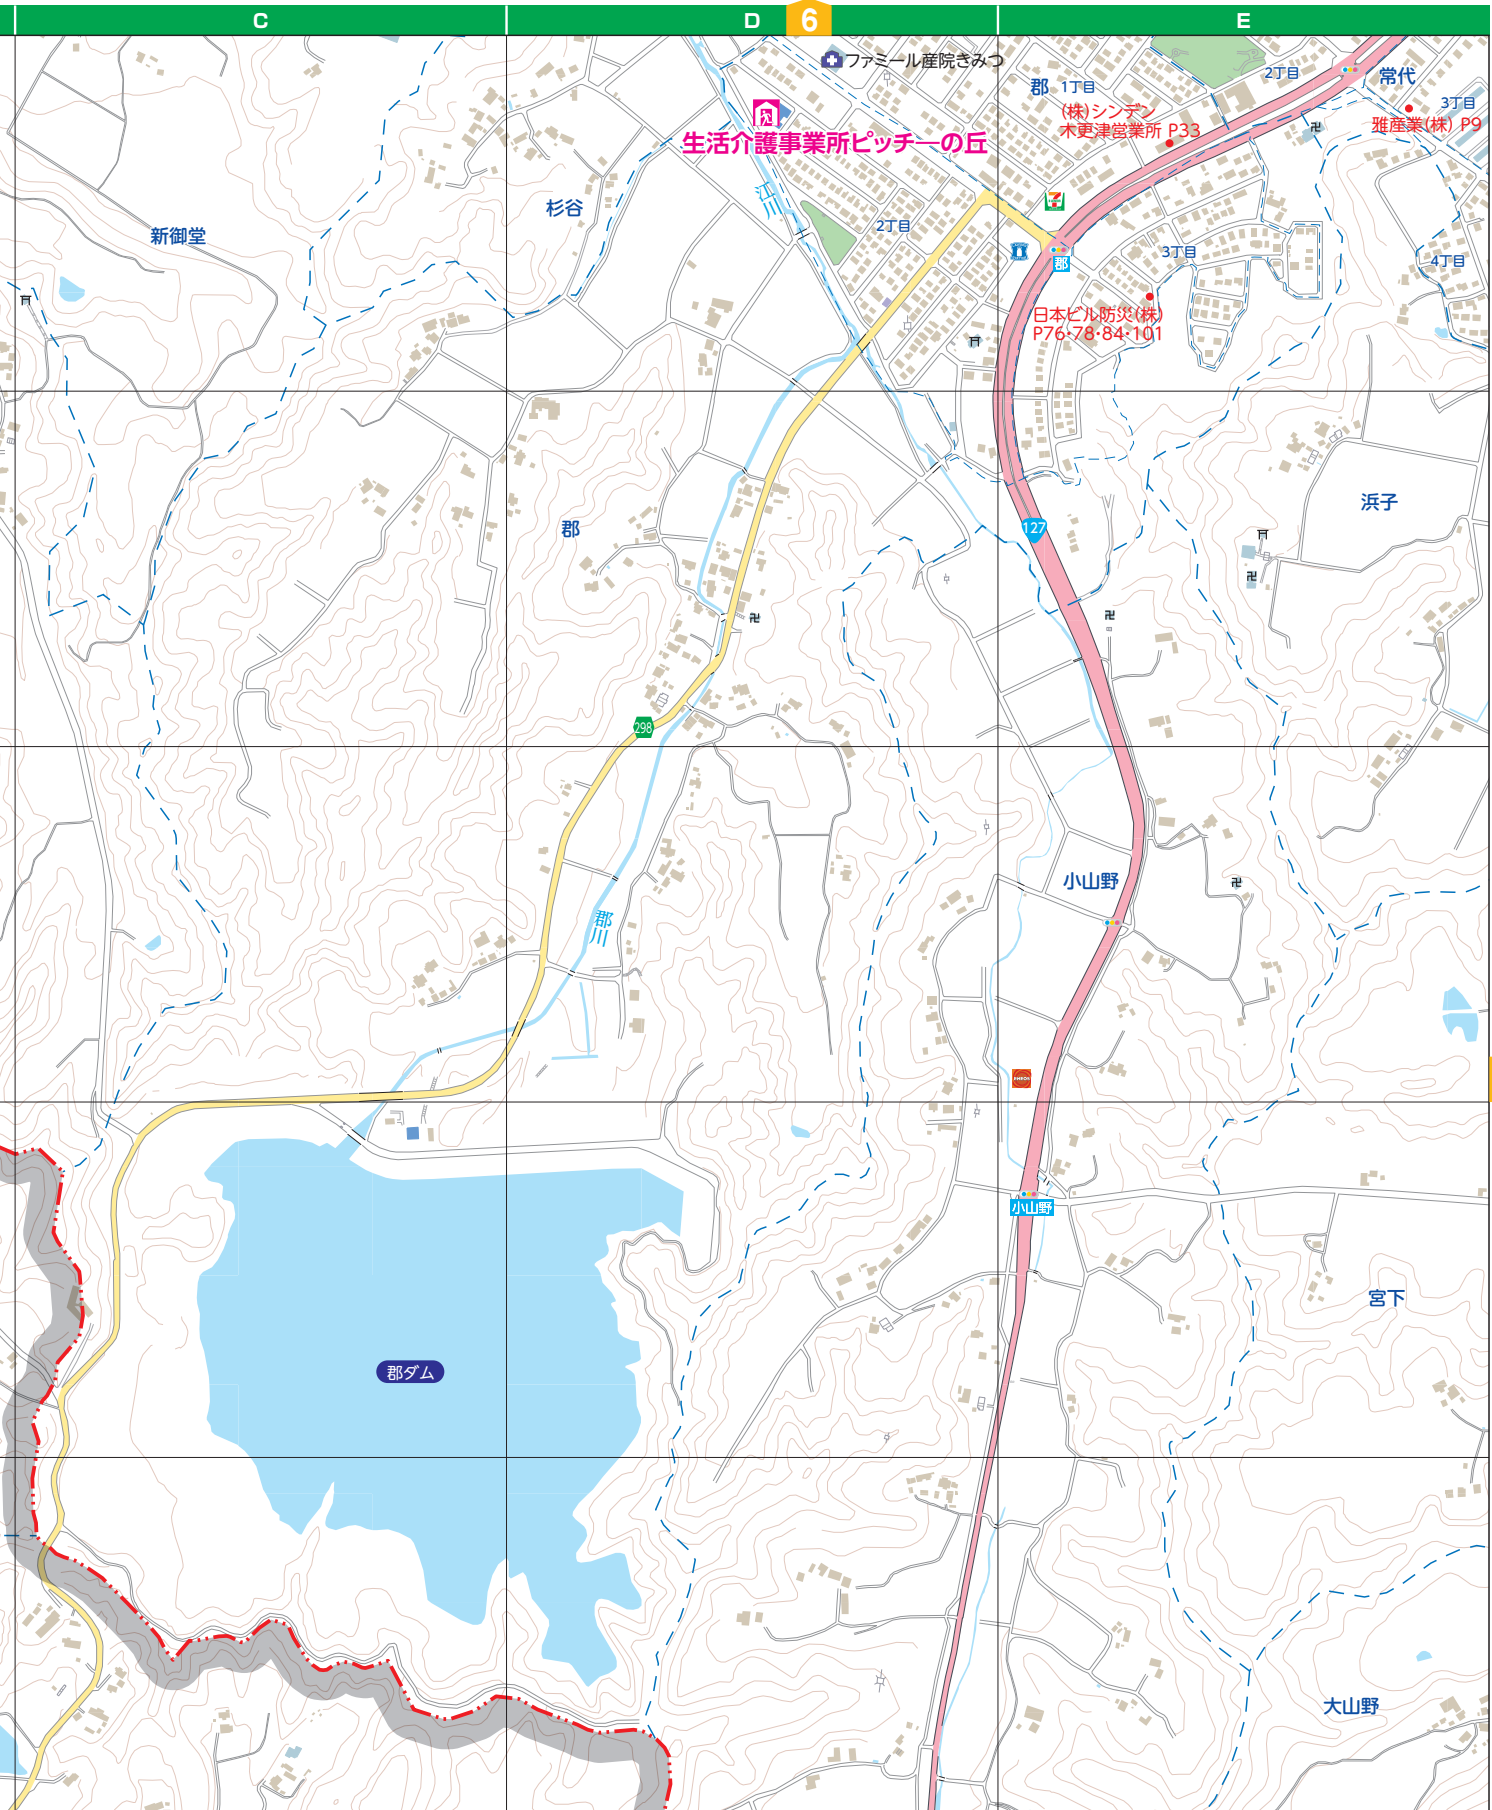 C
D
6
E
ファミール産院きみつ
郡 1丁目
2丁目
常代
3丁目
(株)シンデン
木更津営業所 P33
雅産業(株) P9
生活介護事業所ピッチーの丘
江川
杉谷
新御堂
2丁目
3丁目
4丁目
郡
日本ビル防災(株)
P76・78・84・101
浜子
郡
127
298
小山野
郡川
ENEOS
小山野
宮下
郡ダム
大山野